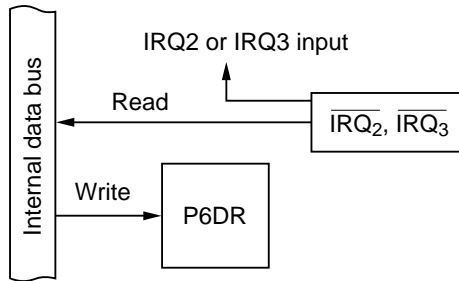 IRQ2 or IRQ3 input
Read
IRQ₂, IRQ₃
Internal data bus
Write
P6DR